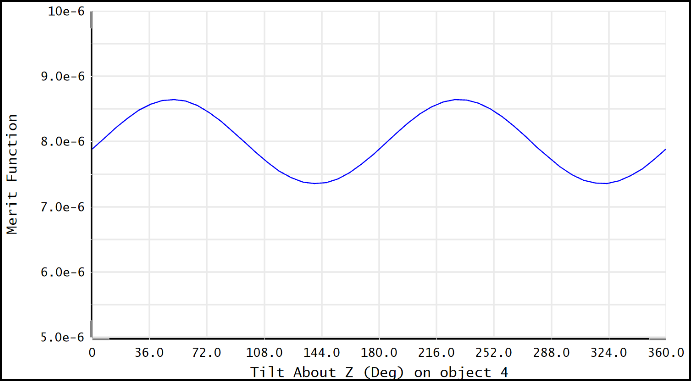 10e-6
9.0e-6
8.0e-6
7.0e-6
6.0e-6
5.0e-6
Merit Function
0 36.0 72.0 108.0 144.0 180.0 216.0 252.0 288.0 324.0 360.0
Tilt About Z (Deg) on object 4